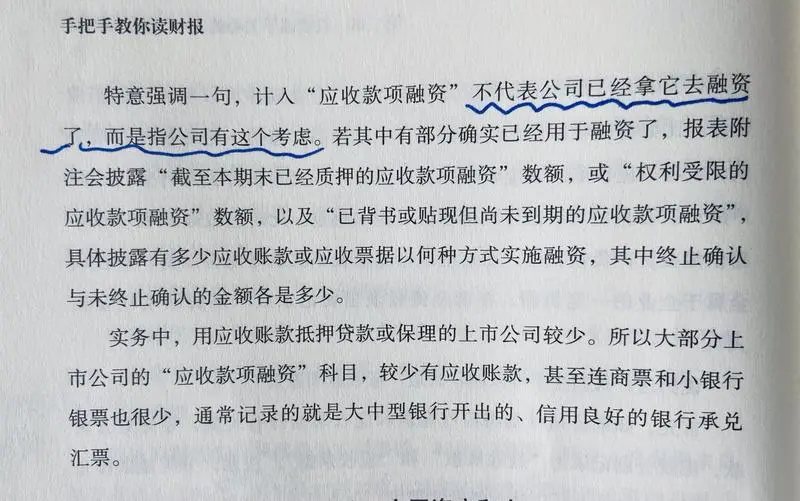 手把手教你读财报
特意强调一句，计入“应收款项融资”不代表公司已经拿它去融资
了，而是指公司有这个考虑。若其中有部分确实已经用于融资了，报表附
注会披露“截至本期末已经质押的应收款项融资”数额，或“权利受限的
应收款项融资”数额，以及“已背书或贴现但尚未到期的应收款项融资”，
具体披露有多少应收账款或应收票据以何种方式实施融资，其中终止确认
与未终止确认的金额各是多少。
实务中，用应收账款抵押贷款或保理的上市公司较少。所以大部分上
市公司的“应收款项融资”科目，较少有应收账款，甚至连商票和小银行
银票也很少，通常记录的就是大中型银行开出的、信用良好的银行承兑
汇票。